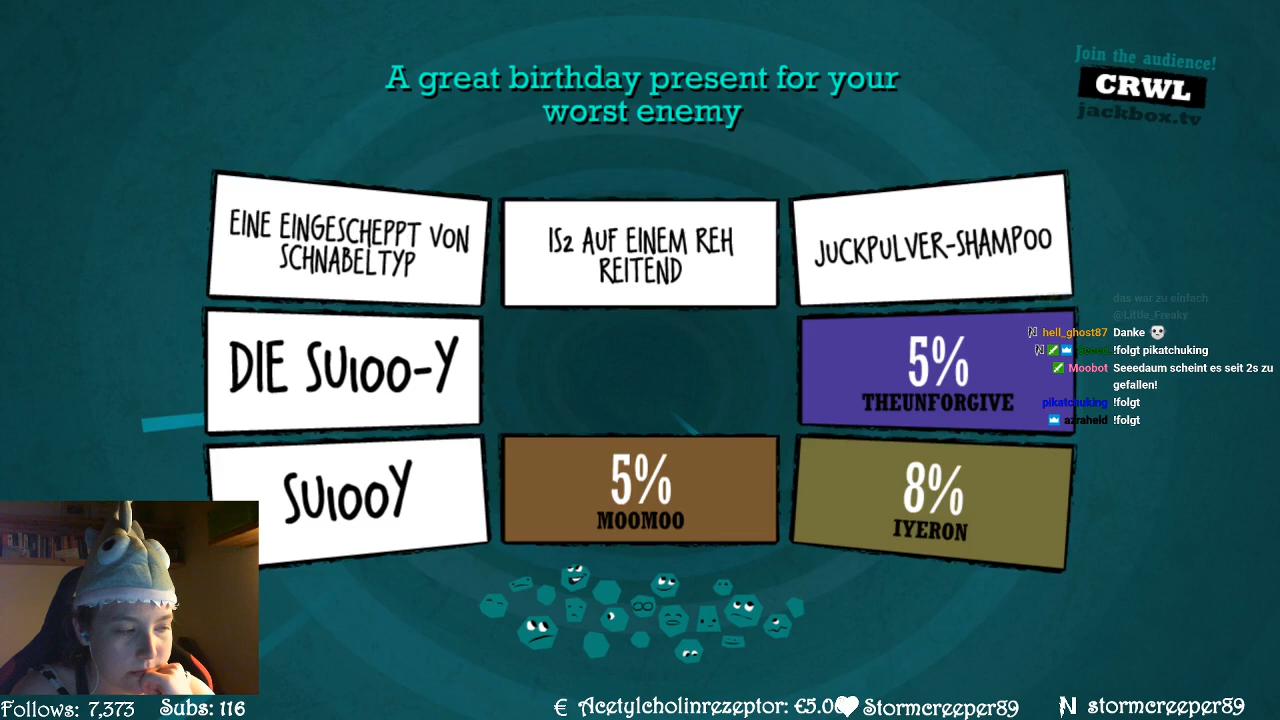 A great birthday present for your
worst enemy
Join the audience!
CRWL
jackbox.tv
EINE EINGESCHEPPT VON
SCHNABELTYP
IS2 AUF EINEM REH
REITEND
JUCKPULVER-SHAMPOO
DIE SU100-Y
5%
THEUNFORGIVE
SU100Y
5%
MOOMOO
8%
IYERON
das war zu einfach
@Little_Freaky
hell_ghost87 Danke
!folgt pikatchuking
Moobot Seeedaum scheint es seit 2s zu
gefallen!
pikatchuking !folgt
azraheld !folgt
Follows: 7,373 Subs: 116
€ Acetylcholinrezeptor: €5.0
Stormcreeper89
stormcreeper89